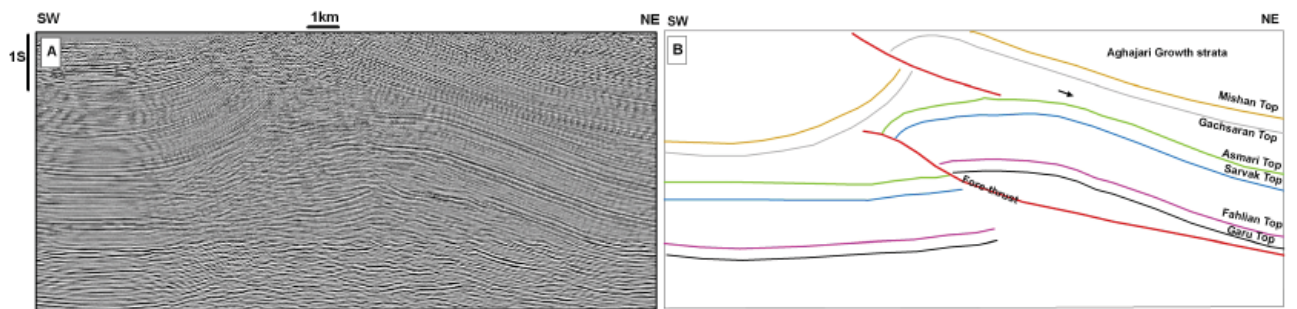 SW
1km
NE
1S
A
SW
NE
B
Aghajari Growth strata
Mishan Top
Gachsaran Top
Asmari Top
Sarvak Top
Fore-thrust
Fahlian Top
Garu Top